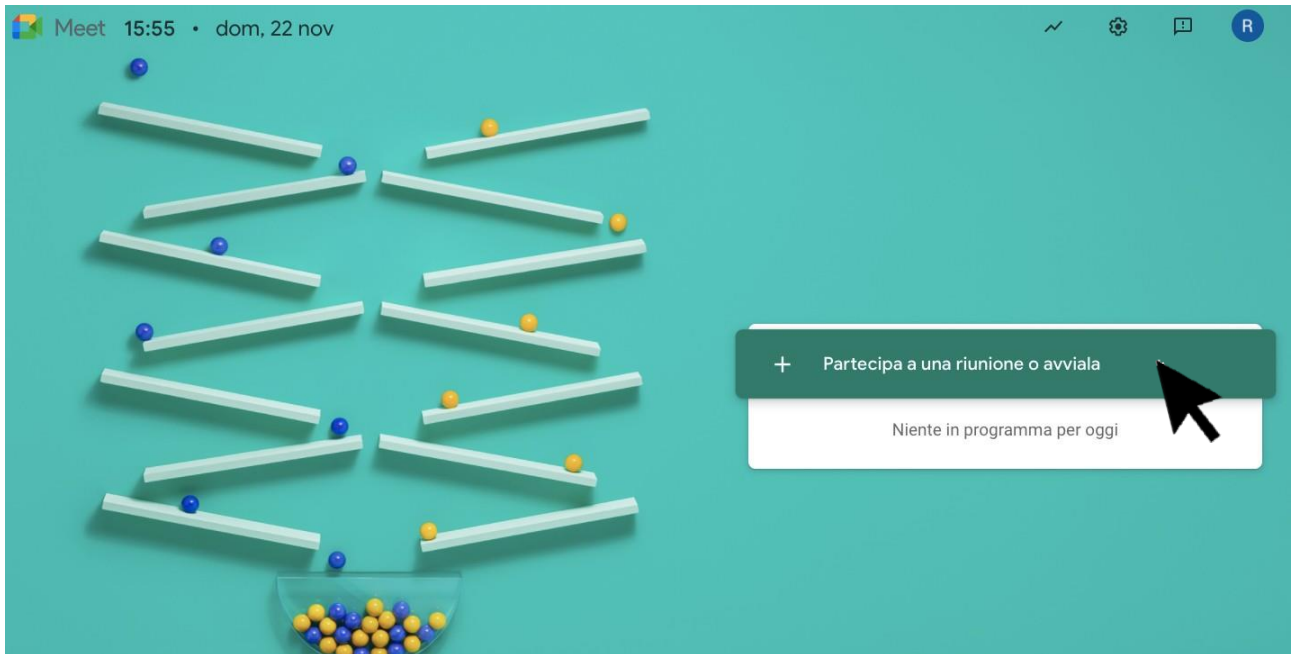 Meet 15:55 • dom, 22 nov
R
+ Partecipa a una riunione o avviala
Niente in programma per oggi